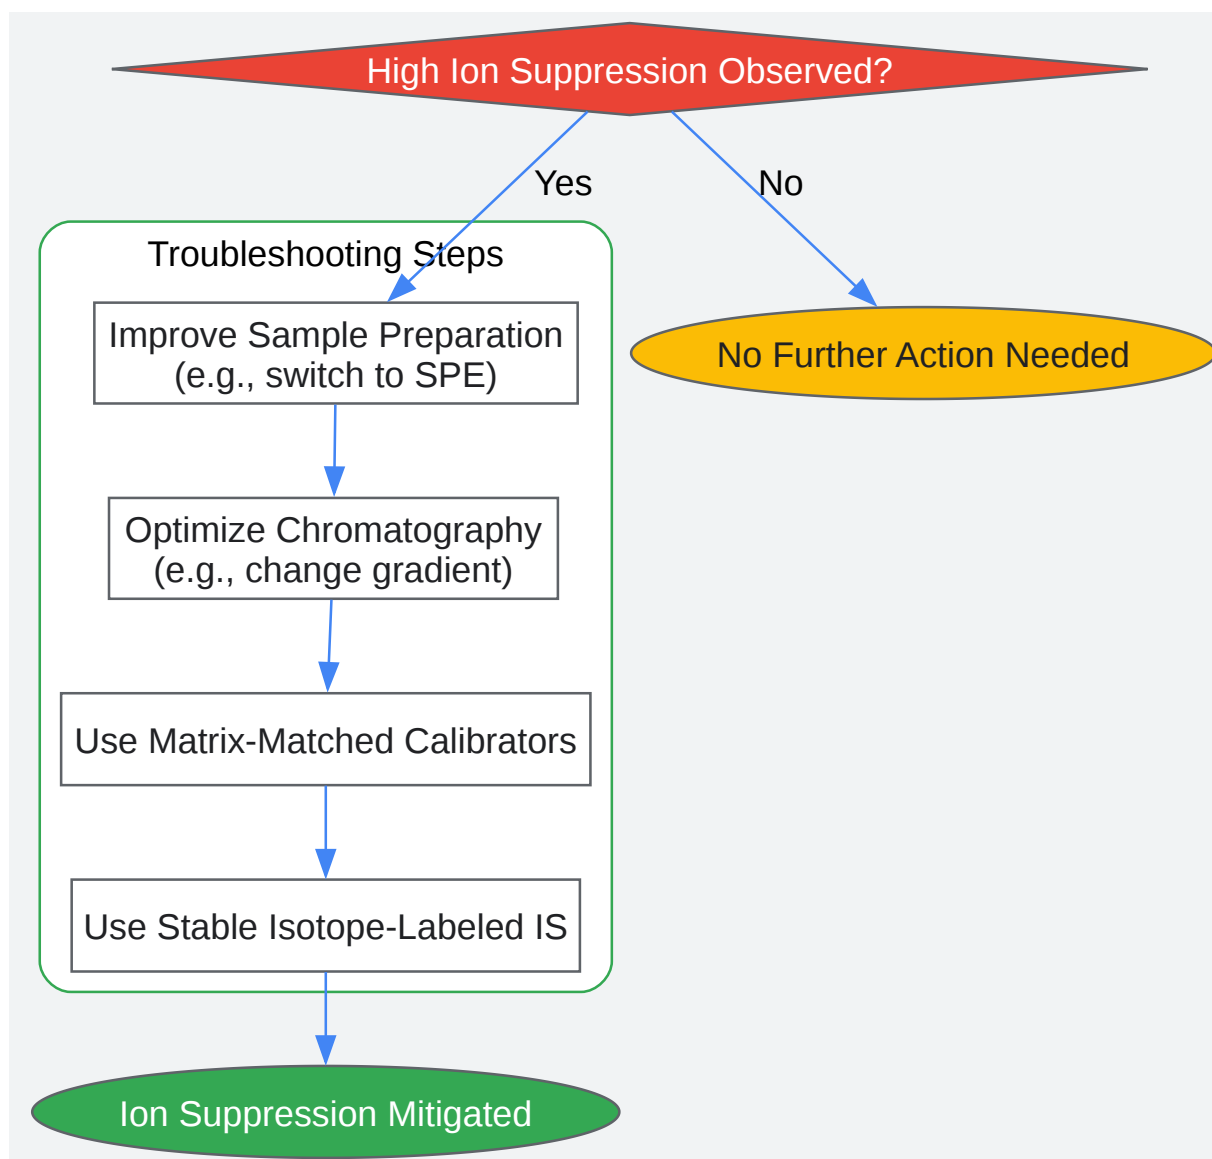 High Ion Suppression Observed?
Yes
No
Troubleshooting Steps
Improve Sample Preparation
(e.g., switch to SPE)
No Further Action Needed
Optimize Chromatography
(e.g., change gradient)
Use Matrix-Matched Calibrators
Use Stable Isotope-Labeled IS
Ion Suppression Mitigated